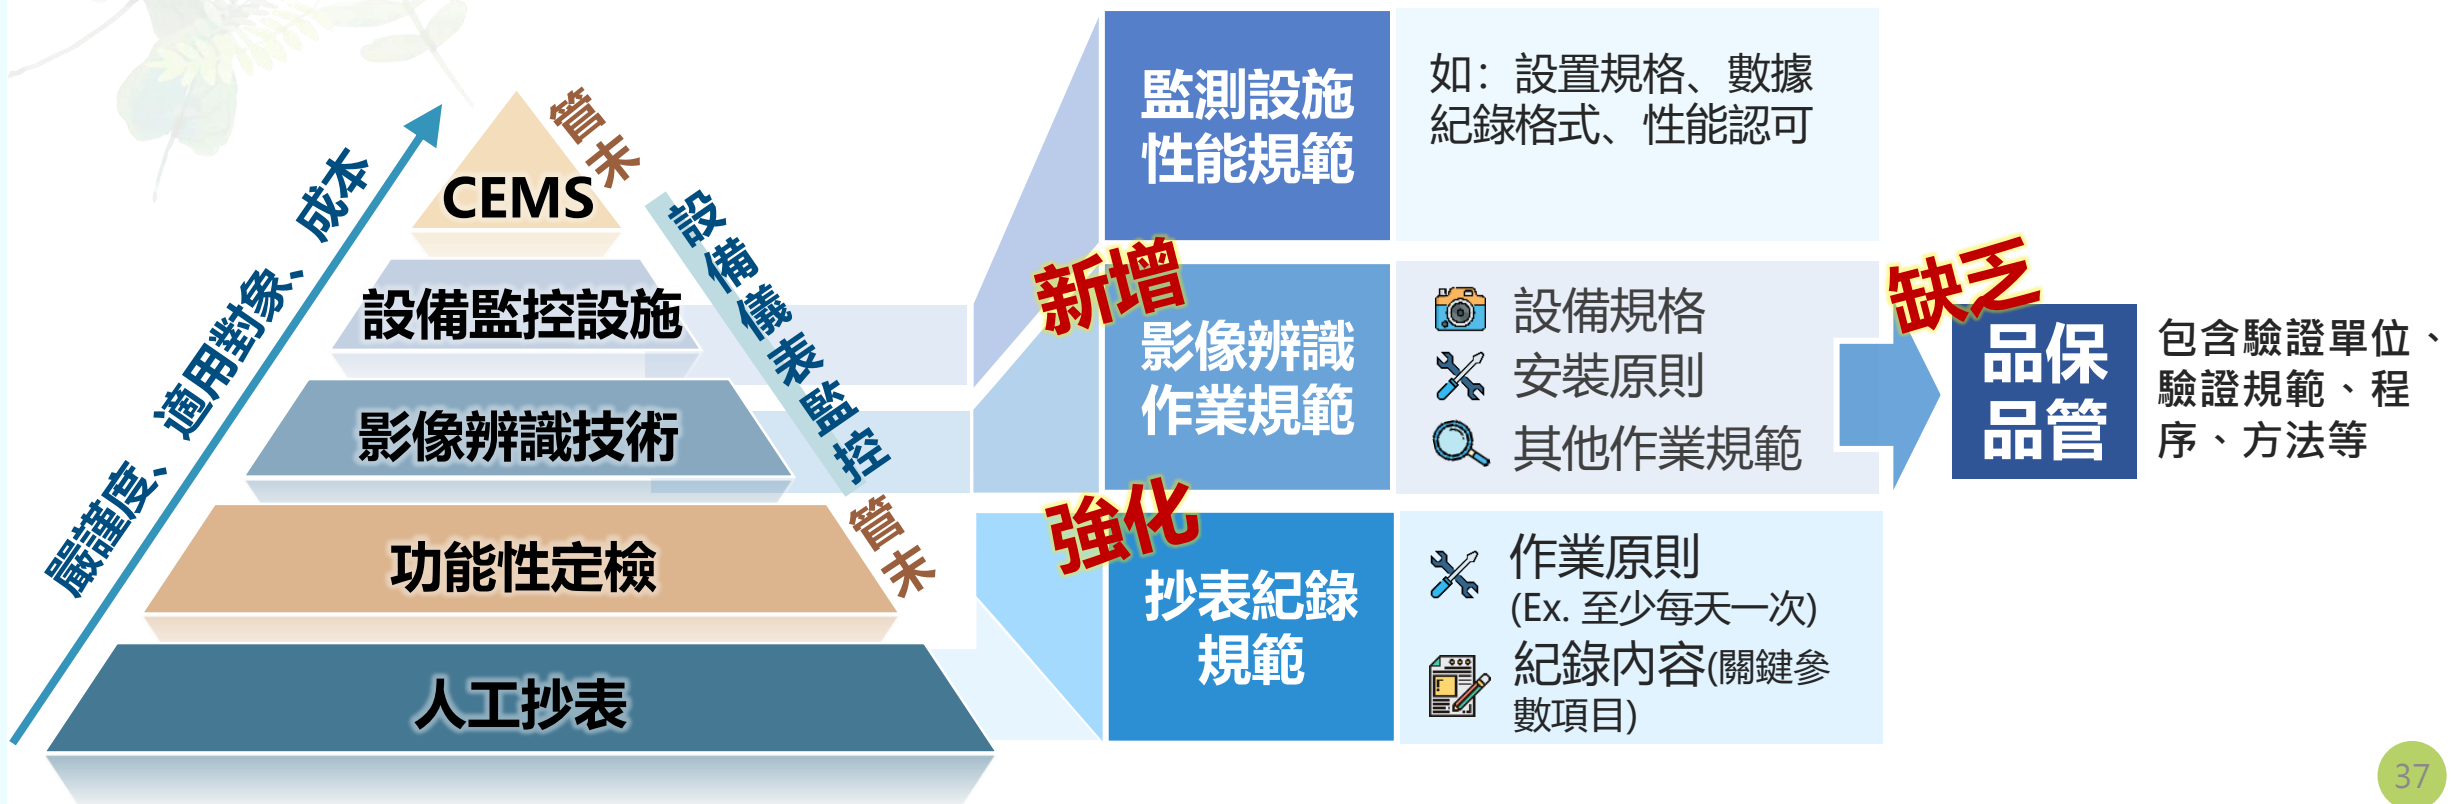 嚴謹度、適用對象、成本
CEMS
設備監控設施
影像辨識技術
功能性定檢
人工抄表
管末
設備儀表監控
管末
監測設施
性能規範
如：設置規格、數據
紀錄格式、性能認可
新增
影像辨識
作業規範
設備規格
安裝原則
其他作業規範
缺乏
品保
品管
包含驗證單位、
驗證規範、程
序、方法等
強化
抄表紀錄
規範
作業原則
(Ex. 至少每天一次)
紀錄內容(關鍵參
數項目)
37